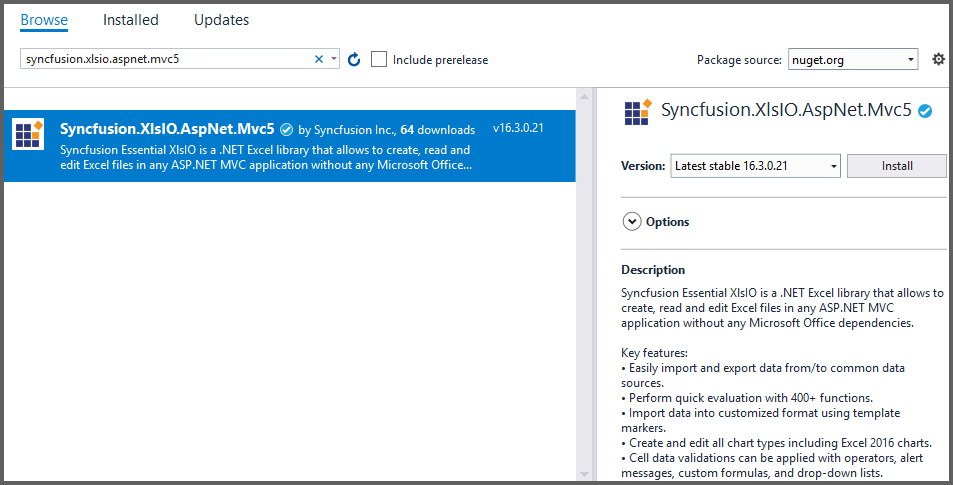 Browse Installed Updates
syncfusion.xlsio.aspnet.mvc5 Include prerelease Package source: nuget.org
Syncfusion.XlsIO.AspNet.Mvc5 by Syncfusion Inc., 64 downloads v16.3.0.21
Syncfusion Essential XlsIO is a .NET Excel library that allows to create, read and
edit Excel files in any ASP.NET MVC application without any Microsoft Office...
Syncfusion.XlsIO.AspNet.Mvc5
Version: Latest stable 16.3.0.21 Install
Options
Description
Syncfusion Essential XlsIO is a .NET Excel library that allows to
create, read and edit Excel files in any ASP.NET MVC
application without any Microsoft Office dependencies.
Key features:
• Easily import and export data from/to common data
sources.
• Perform quick evaluation with 400+ functions.
• Import data into customized format using template
markers.
• Create and edit all chart types including Excel 2016 charts.
• Cell data validations can be applied with operators, alert
messages, custom formulas, and drop-down lists.